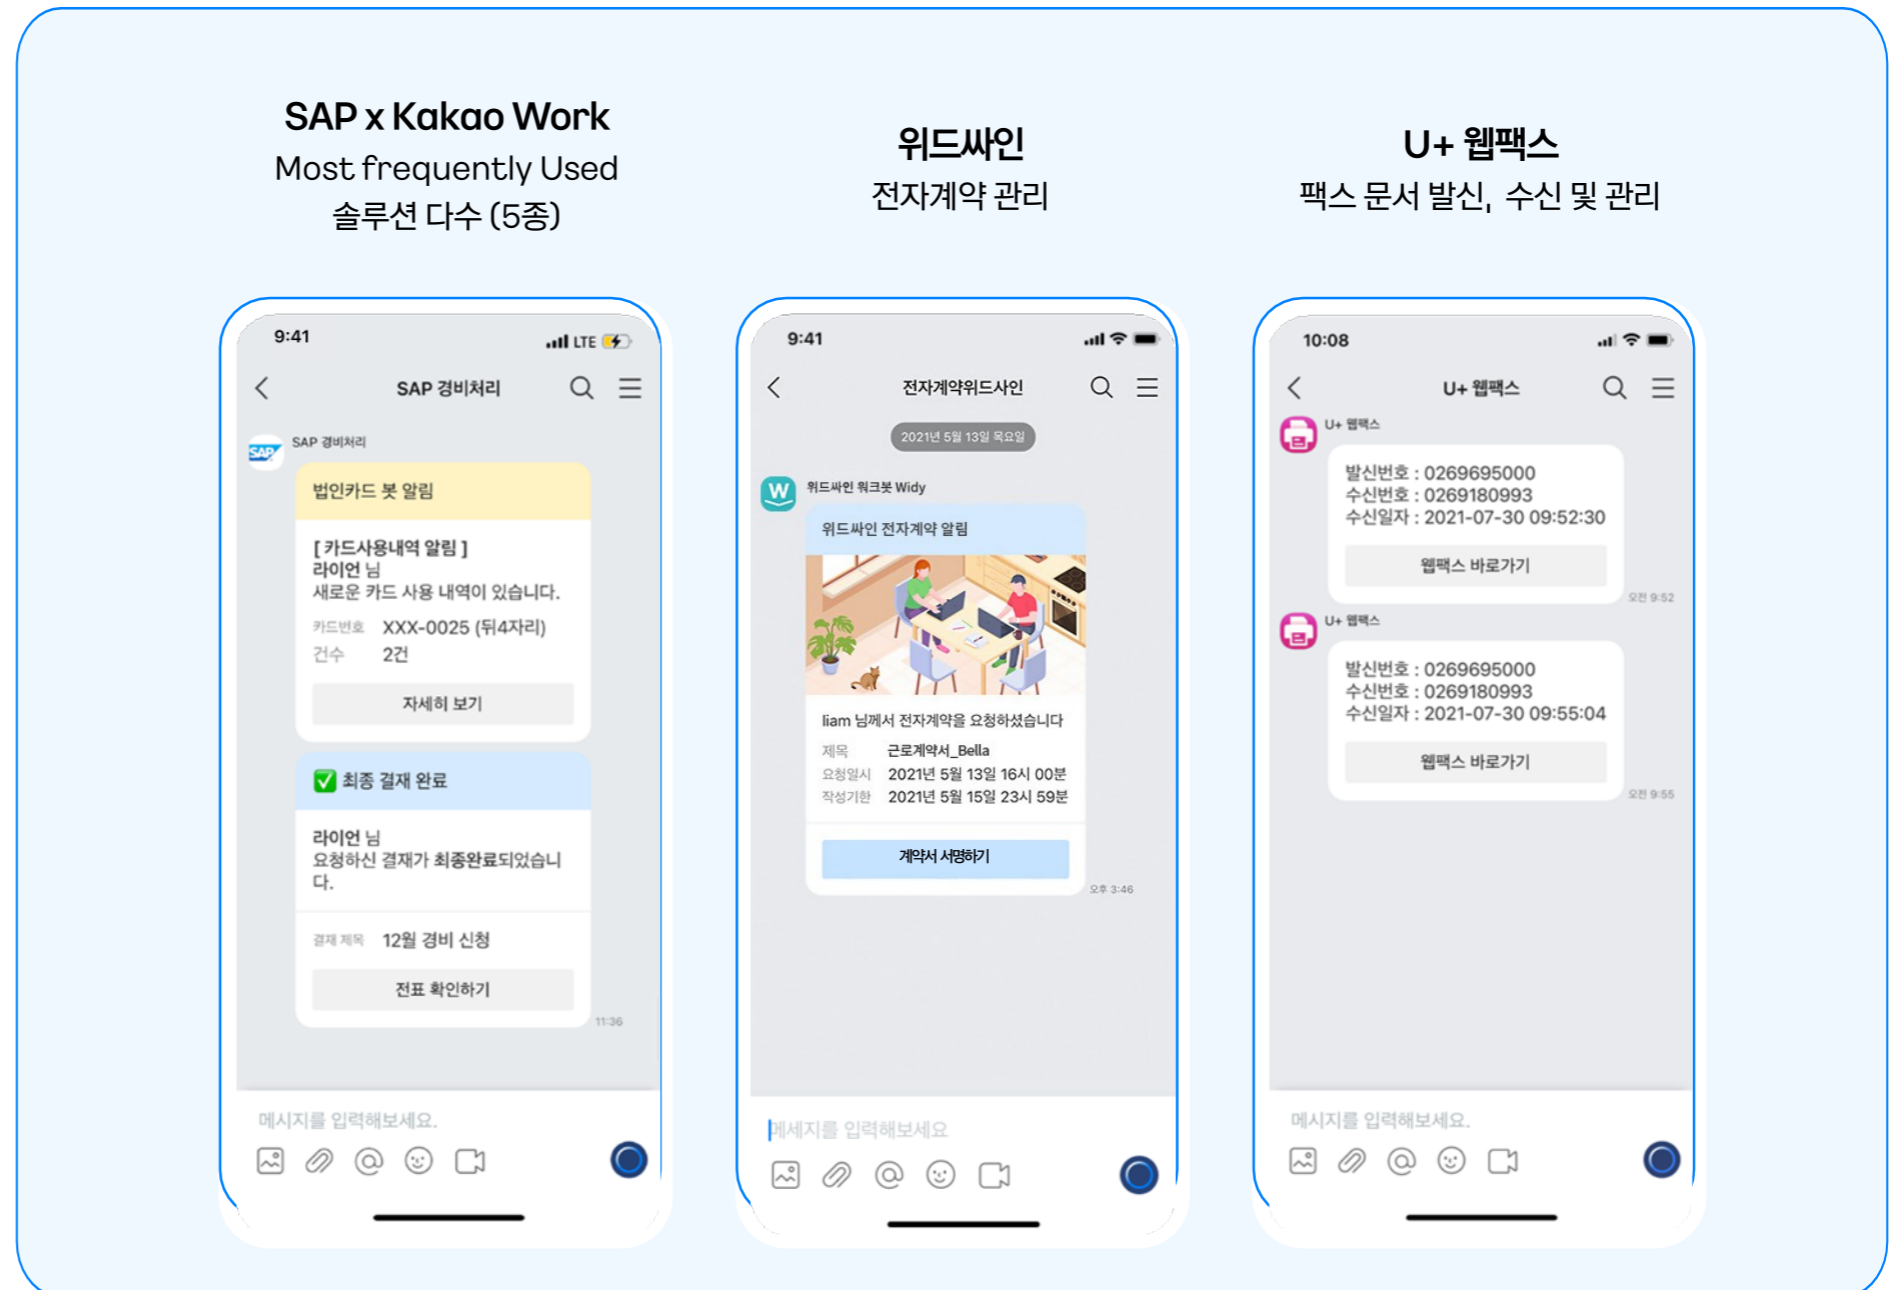 SAP x Kakao Work
Most frequently Used
솔루션 다수 (5종)
위드싸인
전자계약 관리
U+ 웹팩스
팩스 문서 발신, 수신 및 관리
9:41
LTE
SAP 경비처리
SAP
SAP 경비처리
법인카드 봇 알림
[ 카드사용내역 알림 ]
라이언 님
새로운 카드 사용 내역이 있습니다.
카드번호 XXX-0025 (뒤4자리)
건수 2건
자세히 보기
최종 결재 완료
라이언 님
요청하신 결재가 최종완료되었습니
다.
결재 제목 12월 경비 신청
전표 확인하기
11:36
메시지를 입력해보세요.
9:41
전자계약위드사인
2021년 5월 13일 목요일
W
위드싸인 워크봇 Widy
위드싸인 전자계약 알림
liam 님께서 전자계약을 요청하셨습니다
제목 근로계약서_Bella
요청일시 2021년 5월 13일 16시 00분
작성기한 2021년 5월 15일 23시 59분
계약서 서명하기
오후 3:46
메세지를 입력해보세요
10:08
U+ 웹팩스
U+ 웹팩스
발신번호 : 0269695000
수신번호 : 0269180993
수신일자 : 2021-07-30 09:52:30
웹팩스 바로가기
오전 9:52
U+ 웹팩스
발신번호 : 0269695000
수신번호 : 0269180993
수신일자 : 2021-07-30 09:55:04
웹팩스 바로가기
오전 9:55
메시지를 입력해보세요.